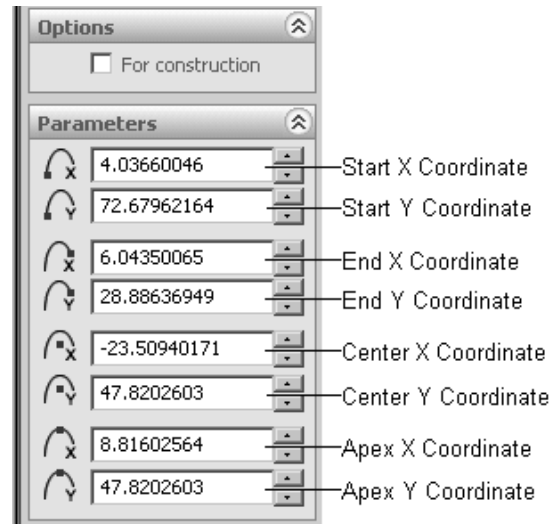 Options
For construction
Parameters
X 4.03660046 Start X Coordinate
Y 72.67962164 Start Y Coordinate
X 6.04350065 End X Coordinate
Y 28.88636949 End Y Coordinate
X -23.50940171 Center X Coordinate
Y 47.8202603 Center Y Coordinate
X 8.81602564 Apex X Coordinate
Y 47.8202603 Apex Y Coordinate